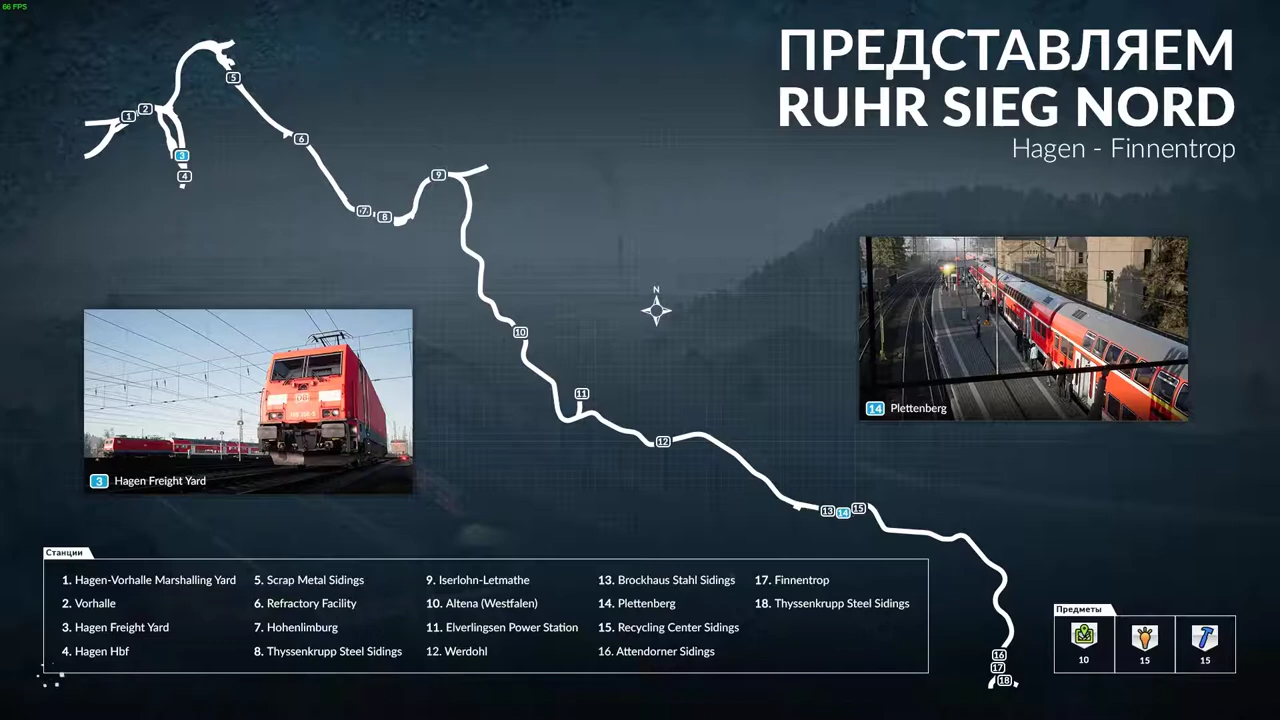 66 FPS
ПРЕДСТАВЛЯЕМ
RUHR SIEG NORD
Hagen - Finnentrop
1
2
3
4
5
6
7
8
9
N
10
11
12
13
14
15
16
17
18
DB
3 Hagen Freight Yard
14 Plettenberg
Станции
1. Hagen-Vorhalle Marshalling Yard
2. Vorhalle
3. Hagen Freight Yard
4. Hagen Hbf
5. Scrap Metal Sidings
6. Refractory Facility
7. Hohenlimburg
8. Thyssenkrupp Steel Sidings
9. Iserlohn-Letmathe
10. Altena (Westfalen)
11. Elverlingsen Power Station
12. Werdohl
13. Brockhaus Stahl Sidings
14. Plettenberg
15. Recycling Center Sidings
16. Attendorner Sidings
17. Finnentrop
18. Thyssenkrupp Steel Sidings
Предметы
10
15
15